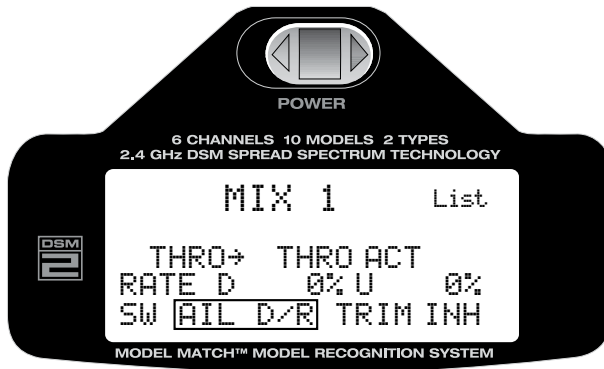 POWER
6 CHANNELS 10 MODELS 2 TYPES
2.4 GHz DSM SPREAD SPECTRUM TECHNOLOGY
MIX 1 List
DSM
2
THRO→ THRO ACT
RATE D 0% U 0%
SW AIL D/R TRIM INH
MODEL MATCH™ MODEL RECOGNITION SYSTEM